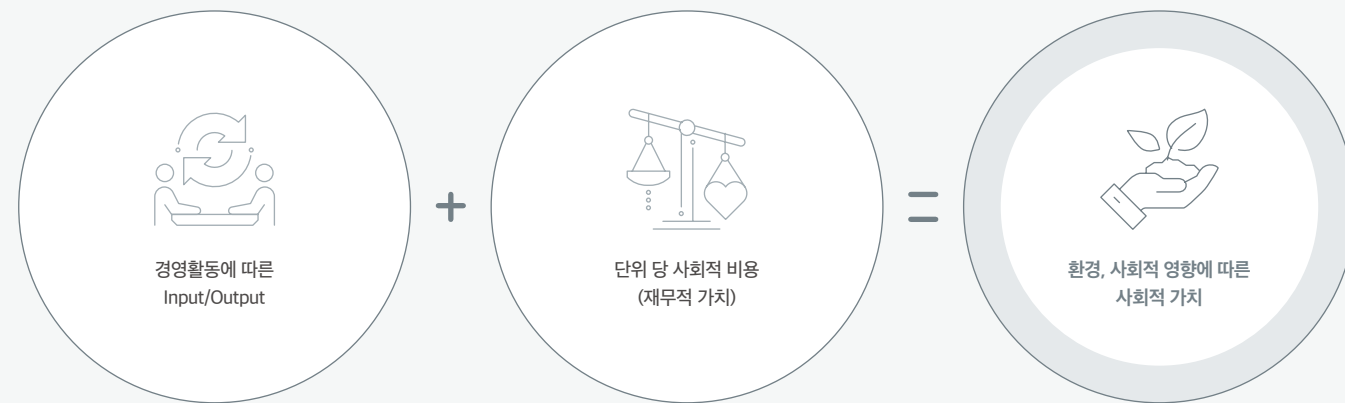 경영활동에 따른
Input/Output
+
단위 당 사회적 비용
(재무적 가치)
=
환경, 사회적 영향에 따른
사회적 가치